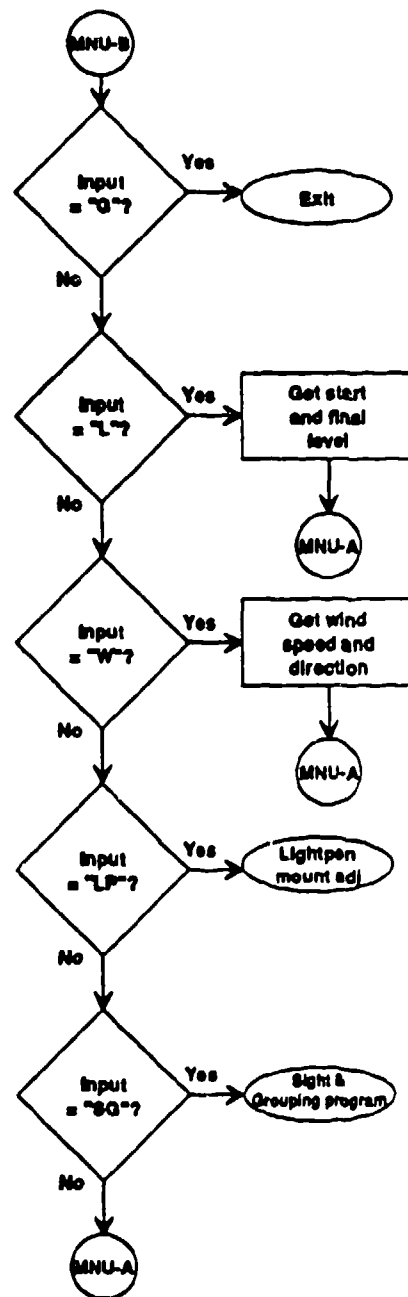 MNU-B
Input
= "G"?
Yes
Exit
No
Input
= "L"?
Yes
Get start
and final
level
No
MNU-A
Input
= "W"?
Yes
Get wind
speed and
direction
No
MNU-A
Input
= "LP"?
Yes
Lightpen
mount adj
No
Input
= "SG"?
Yes
Sight &
Grouping program
No
MNU-A